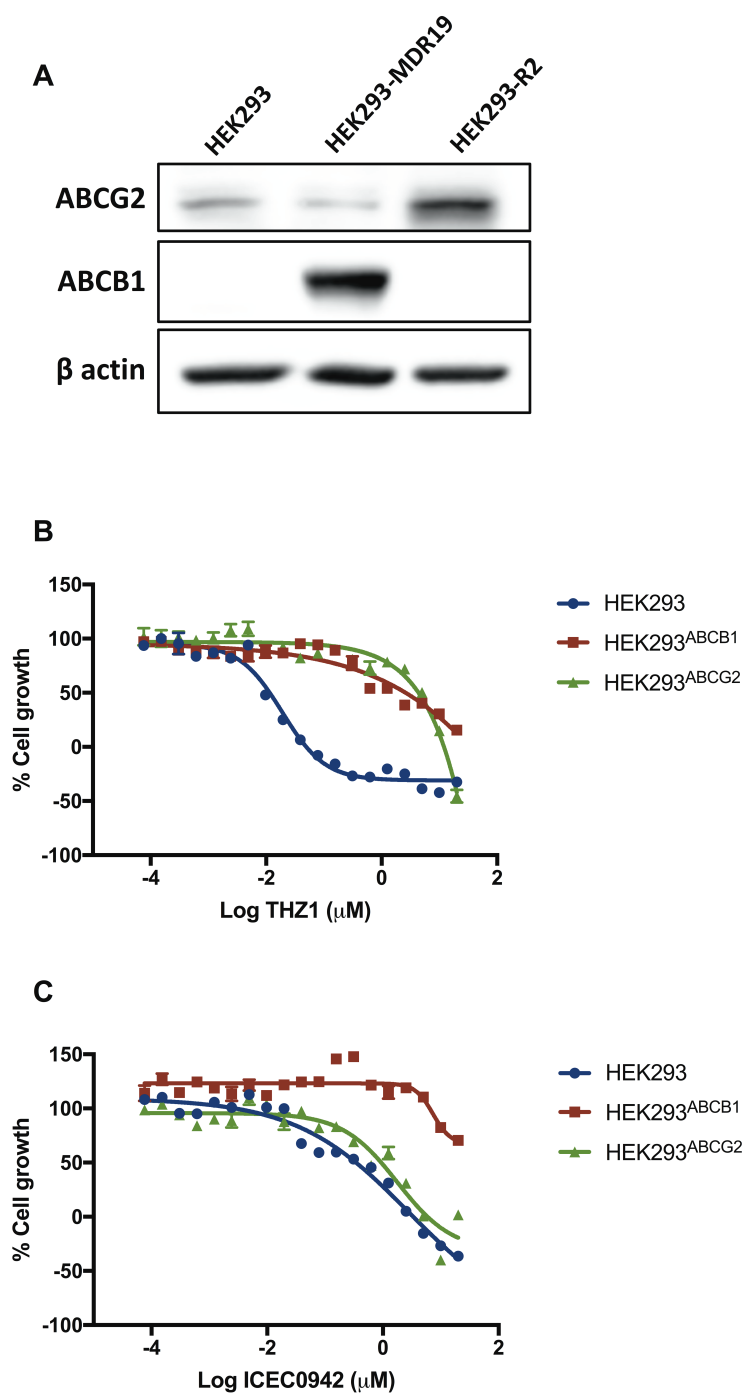 A
HEK293
HEK293-MDR19
HEK293-R2
ABCG2
ABCB1
β actin
B
150
100
50
0
-50
-100
% Cell growth
-4
-2
0
2
Log THZ1 (μM)
HEK293
HEK293ABCB1
HEK293ABCG2
C
150
100
50
0
-50
-100
% Cell growth
-4
-2
0
2
Log ICEC0942 (μM)
HEK293
HEK293ABCB1
HEK293ABCG2